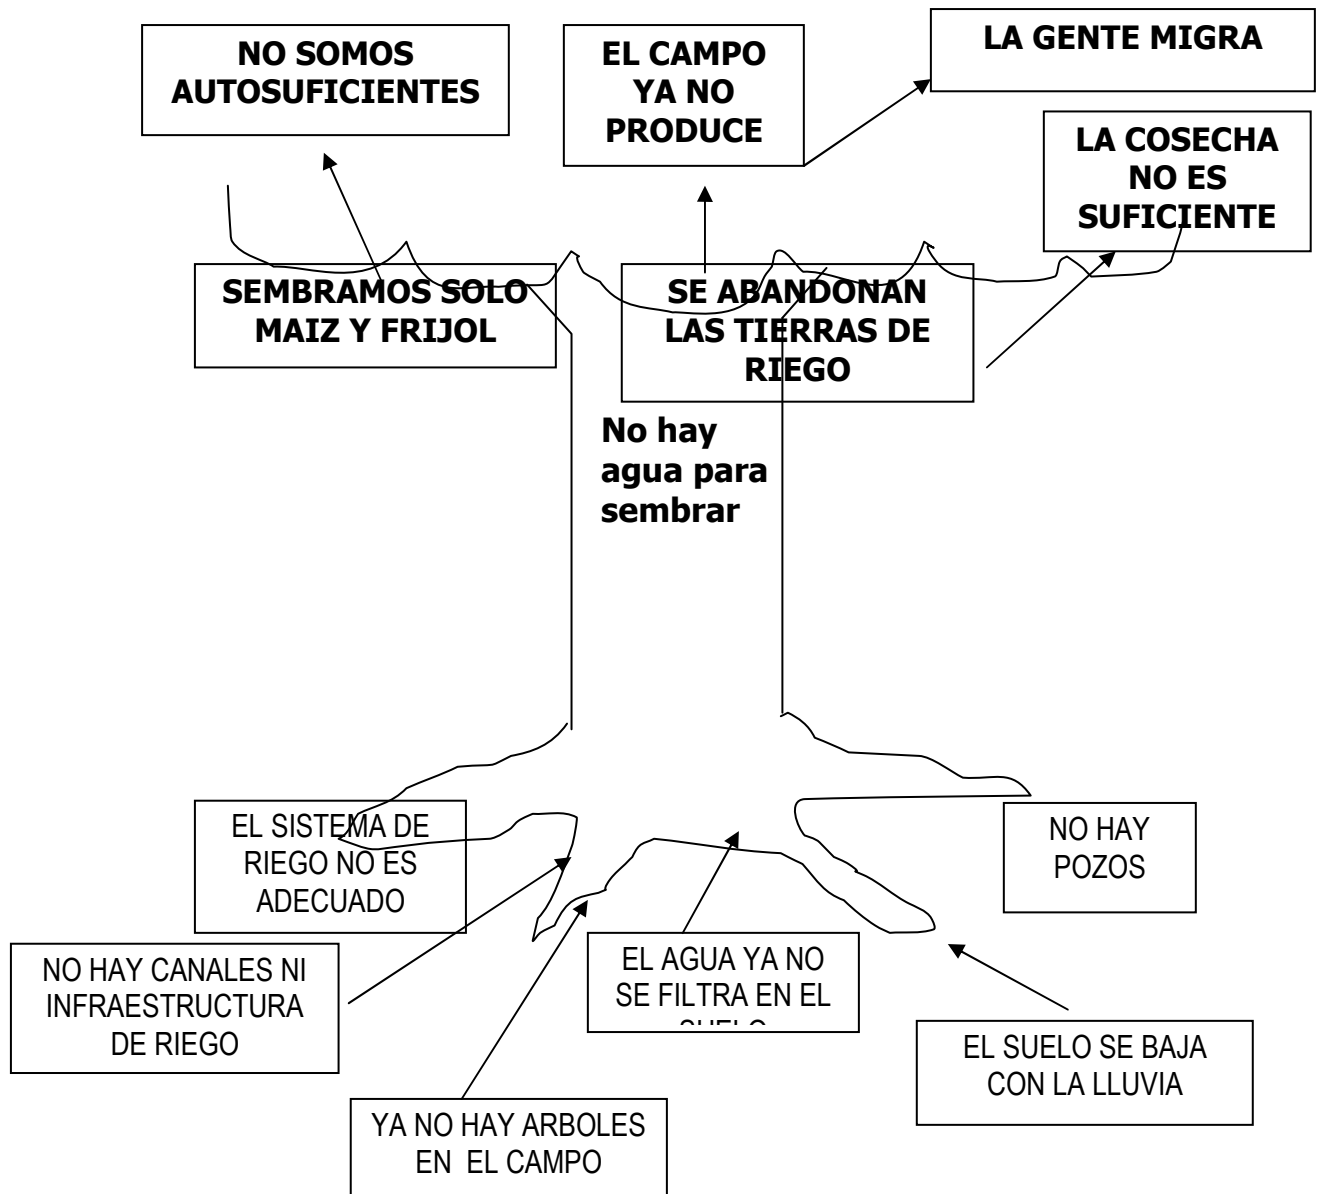 NO SOMOS
AUTOSUFICIENTES
EL CAMPO
YA NO
PRODUCE
LA GENTE MIGRA
LA COSECHA
NO ES
SUFICIENTE
SEMBRAMOS SOLO
MAIZ Y FRIJOL
SE ABANDONAN
LAS TIERRAS DE
RIEGO
No hay
agua para
sembrar
EL SISTEMA DE
RIEGO NO ES
ADECUADO
NO HAY
POZOS
NO HAY CANALES NI
INFRAESTRUCTURA
DE RIEGO
EL AGUA YA NO
SE FILTRA EN EL
SUELO
EL SUELO SE BAJA
CON LA LLUVIA
YA NO HAY ARBOLES
EN EL CAMPO